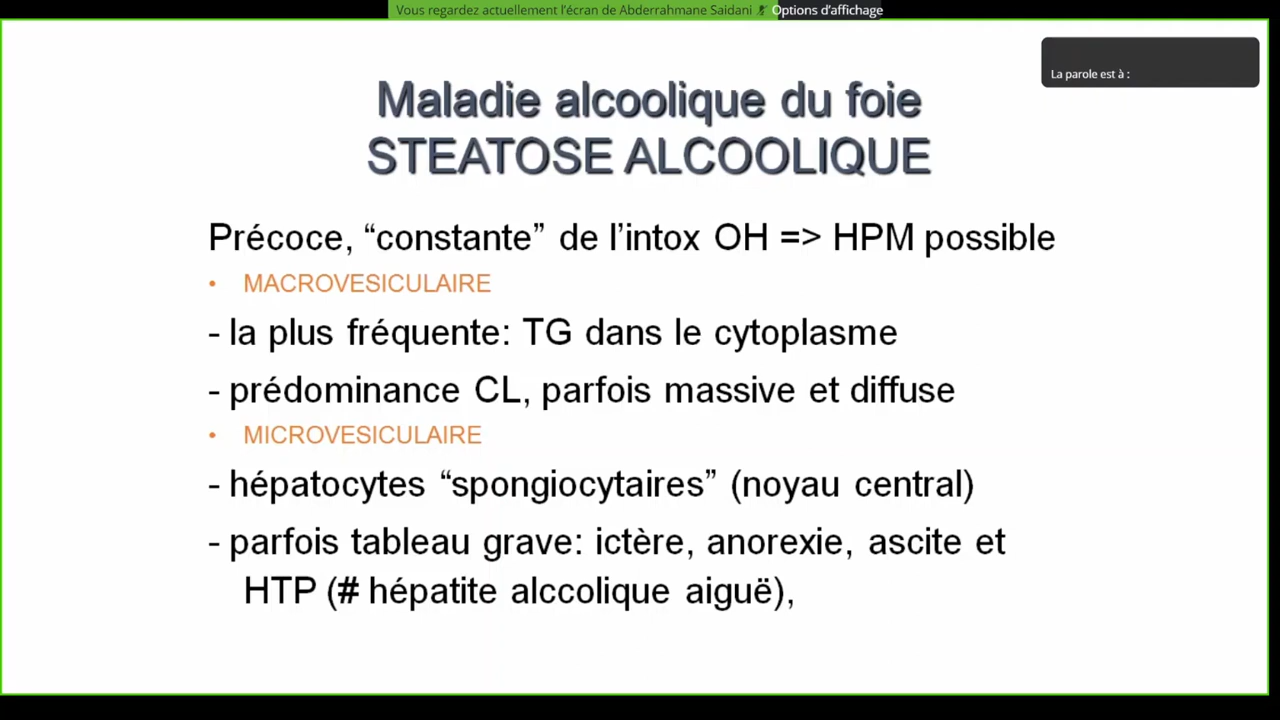 Vous regardez actuellement l'écran de Abderrahmane Saidani
Options d'affichage
La parole est à :
Maladie alcoolique du foie
STEATOSE ALCOOLIQUE
Précoce, “constante” de l’intox OH => HPM possible
• MACROVESICULAIRE
- la plus fréquente: TG dans le cytoplasme
- prédominance CL, parfois massive et diffuse
• MICROVESICULAIRE
- hépatocytes “spongiocytaires” (noyau central)
- parfois tableau grave: ictère, anorexie, ascite et
HTP (# hépatite alccolique aiguë),